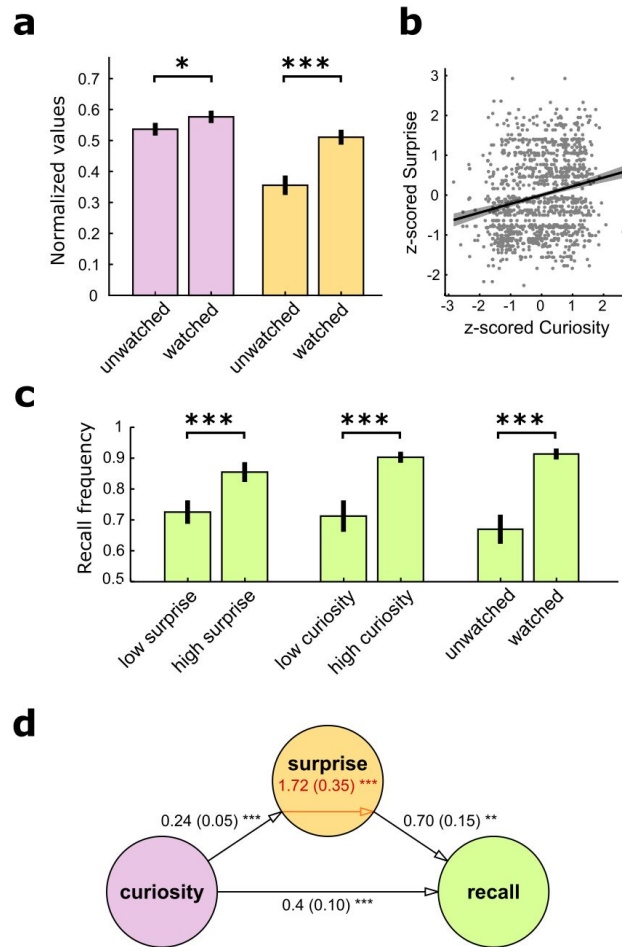 a
b
* ***
0.7
0.6
0.5
0.4
0.3
0.2
0.1
0
Normalized values
unwatched
watched
unwatched
watched
3
2
1
0
-1
-2
z-scored Surprise
-3 -2 -1 0 1 2
z-scored Curiosity
c
*** *** ***
1
0.9
0.8
0.7
0.6
0.5
Recall frequency
low surprise
high surprise
low curiosity
high curiosity
unwatched
watched
d
surprise
1.72 (0.35) ***
0.24 (0.05) ***
0.70 (0.15) **
curiosity
recall
0.4 (0.10) ***